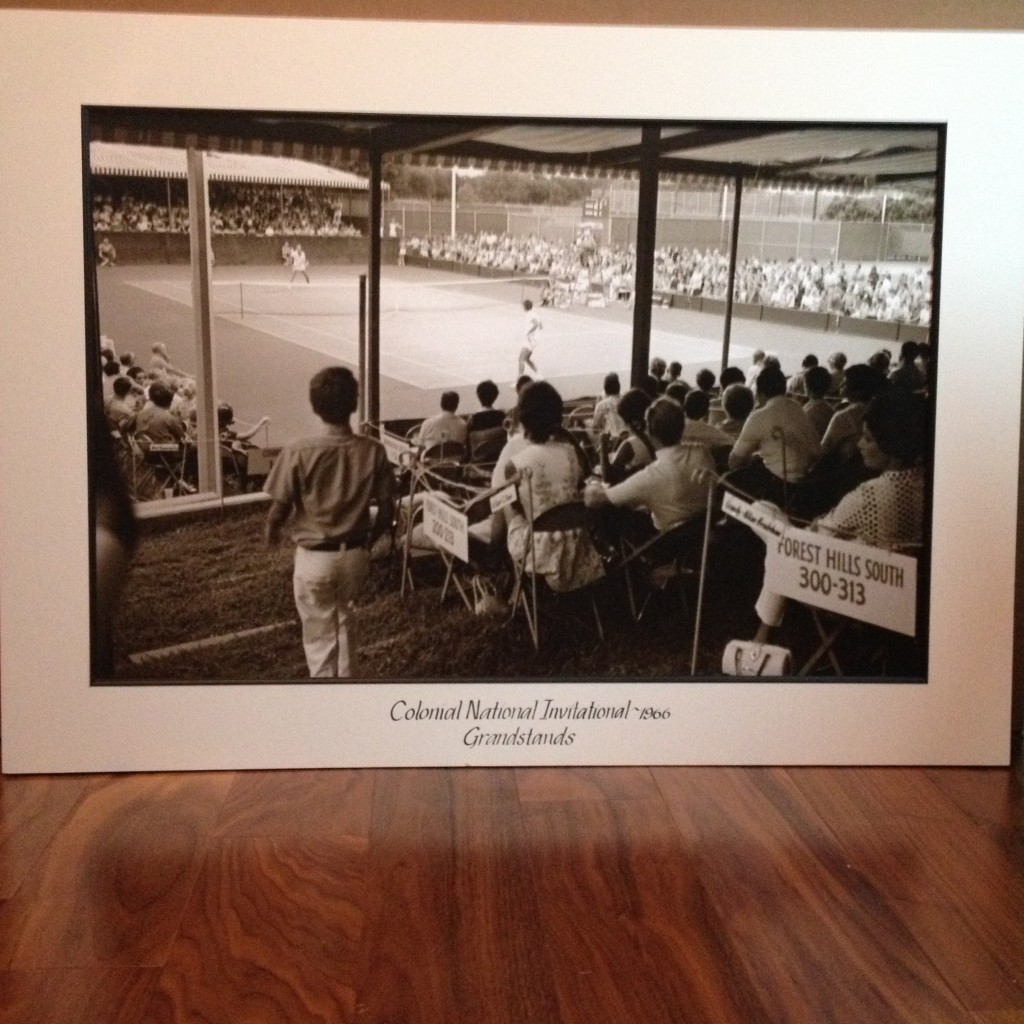 FOREST HILLS SOUTH
300-313
Colonial National Invitational ~ 1966
Grandstands